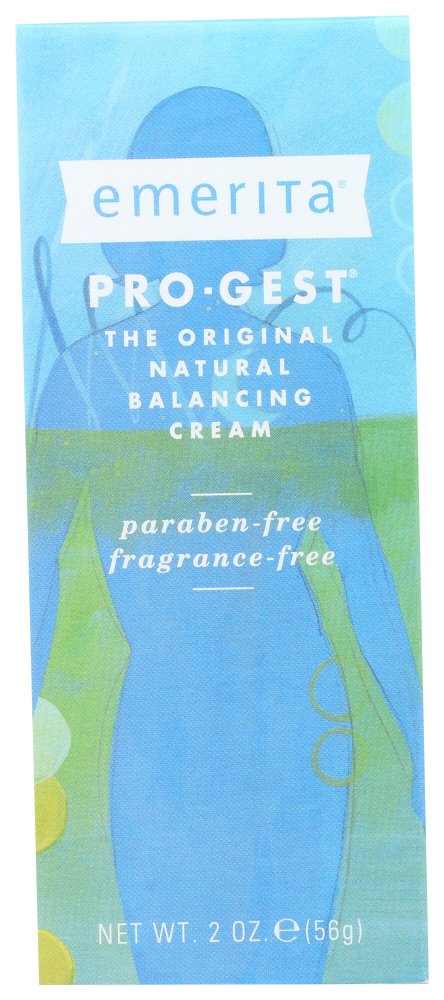 emerita®
PRO-GEST®
THE ORIGINAL
NATURAL
BALANCING
CREAM
paraben-free
fragrance-free
NET WT. 2 OZ. ℮ (56g)